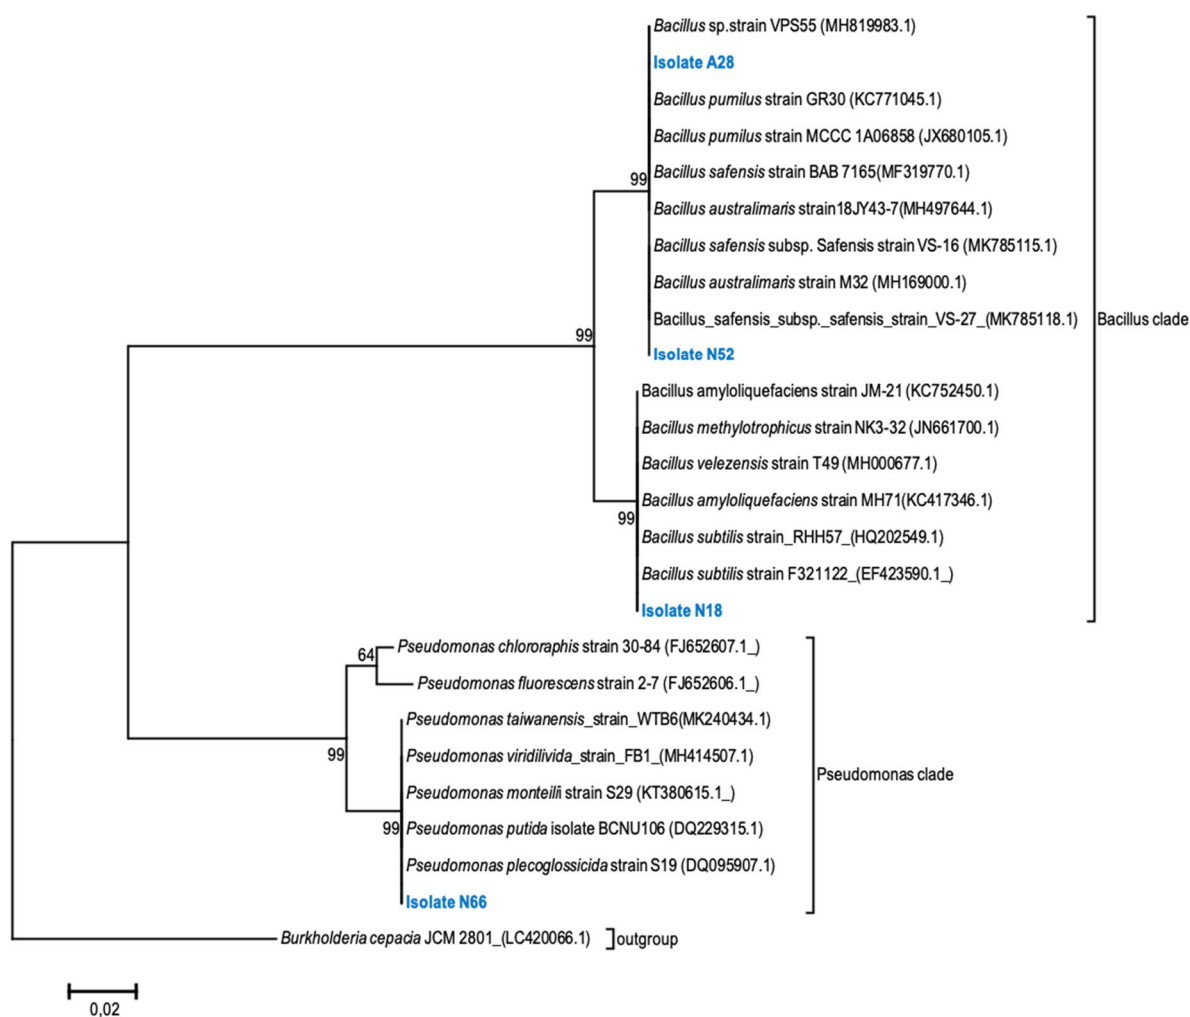 Bacillus sp.strain VPS55 (MH819983.1)
Isolate A28
Bacillus pumilus strain GR30 (KC771045.1)
Bacillus pumilus strain MCCC 1A06858 (JX680105.1)
99
Bacillus safensis strain BAB 7165(MF319770.1)
Bacillus australimaris strain18JY43-7(MH497644.1)
Bacillus safensis subsp. Safensis strain VS-16 (MK785115.1)
Bacillus australimaris strain M32 (MH169000.1)
Bacillus_safensis_subsp._safensis_strain_VS-27_(MK785118.1)
Bacillus clade
99
Isolate N52
Bacillus amyloliquefaciens strain JM-21 (KC752450.1)
Bacillus methylotrophicus strain NK3-32 (JN661700.1)
Bacillus velezensis strain T49 (MH000677.1)
Bacillus amyloliquefaciens strain MH71(KC417346.1)
99
Bacillus subtilis strain_RHH57_(HQ202549.1)
Bacillus subtilis strain F321122_(EF423590.1_)
Isolate N18
Pseudomonas chlororaphis strain 30-84 (FJ652607.1_)
64
Pseudomonas fluorescens strain 2-7 (FJ652606.1_)
Pseudomonas taiwanensis_strain_WTB6(MK240434.1)
99
Pseudomonas viridilivida_strain_FB1_(MH414507.1)
Pseudomonas clade
Pseudomonas monteilii strain S29 (KT380615.1_)
99
Pseudomonas putida isolate BCNU106 (DQ229315.1)
Pseudomonas plecoglossicida strain S19 (DQ095907.1)
Isolate N66
Burkholderia cepacia JCM 2801_(LC420066.1)
outgroup
0,02